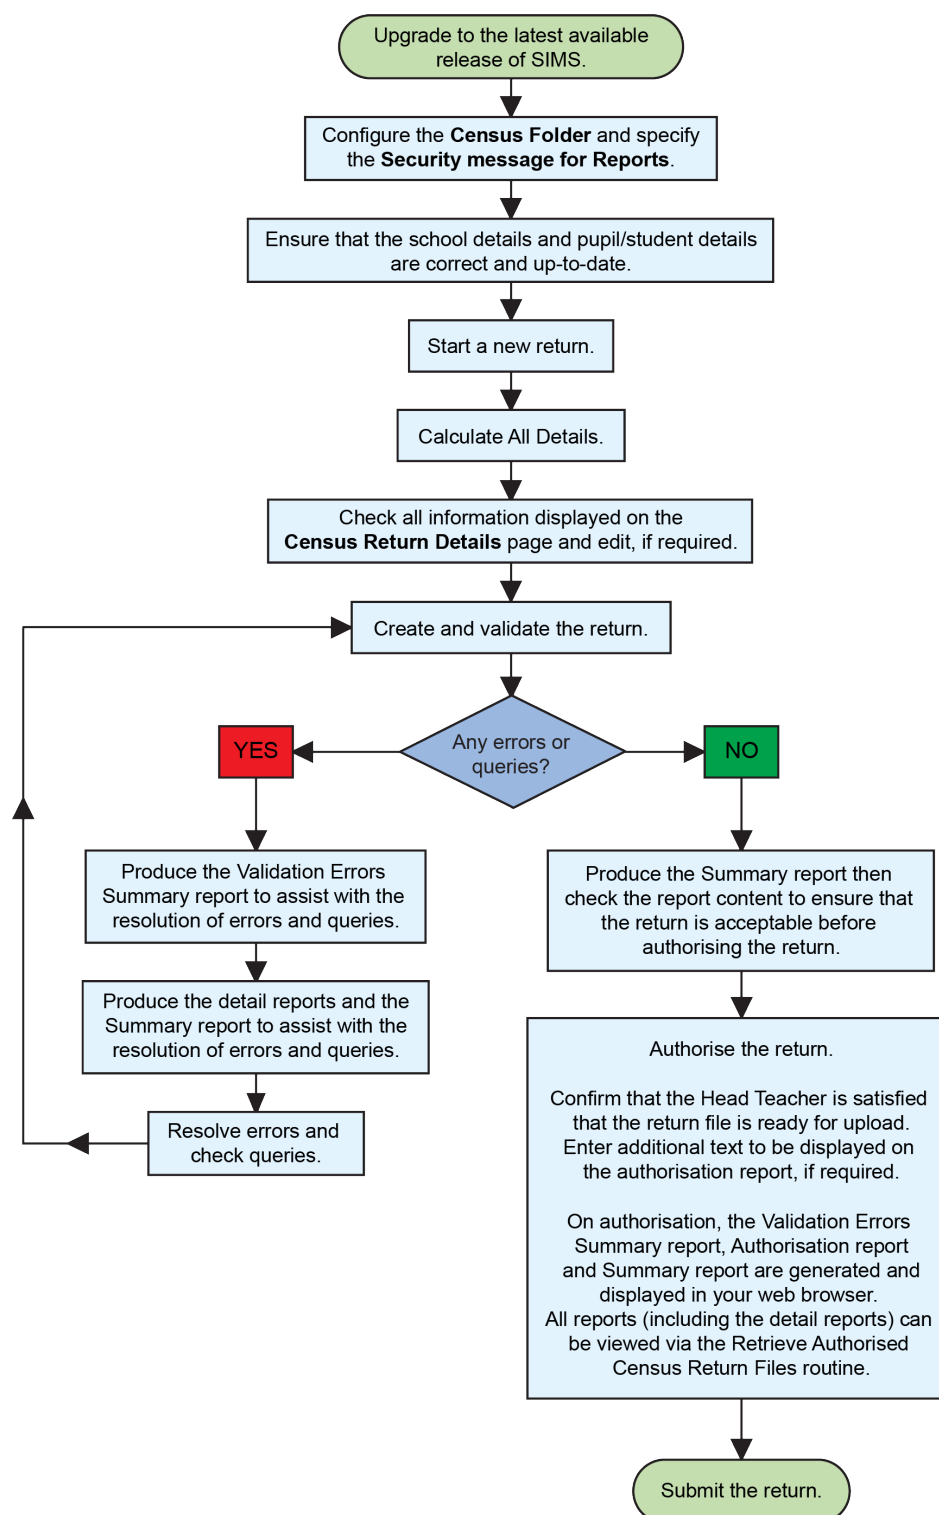 Upgrade to the latest available
release of SIMS.
Configure the Census Folder and specify
the Security message for Reports.
Ensure that the school details and pupil/student details
are correct and up-to-date.
Start a new return.
Calculate All Details.
Check all information displayed on the
Census Return Details page and edit, if required.
Create and validate the return.
Any errors or
queries?
YES
NO
Produce the Validation Errors
Summary report to assist with the
resolution of errors and queries.
Produce the detail reports and the
Summary report to assist with the
resolution of errors and queries.
Resolve errors and
check queries.
Produce the Summary report then
check the report content to ensure that
the return is acceptable before
authorising the return.
Authorise the return.
Confirm that the Head Teacher is satisfied
that the return file is ready for upload.
Enter additional text to be displayed on
the authorisation report, if required.
On authorisation, the Validation Errors
Summary report, Authorisation report
and Summary report are generated and
displayed in your web browser.
All reports (including the detail reports) can
be viewed via the Retrieve Authorised
Census Return Files routine.
Submit the return.